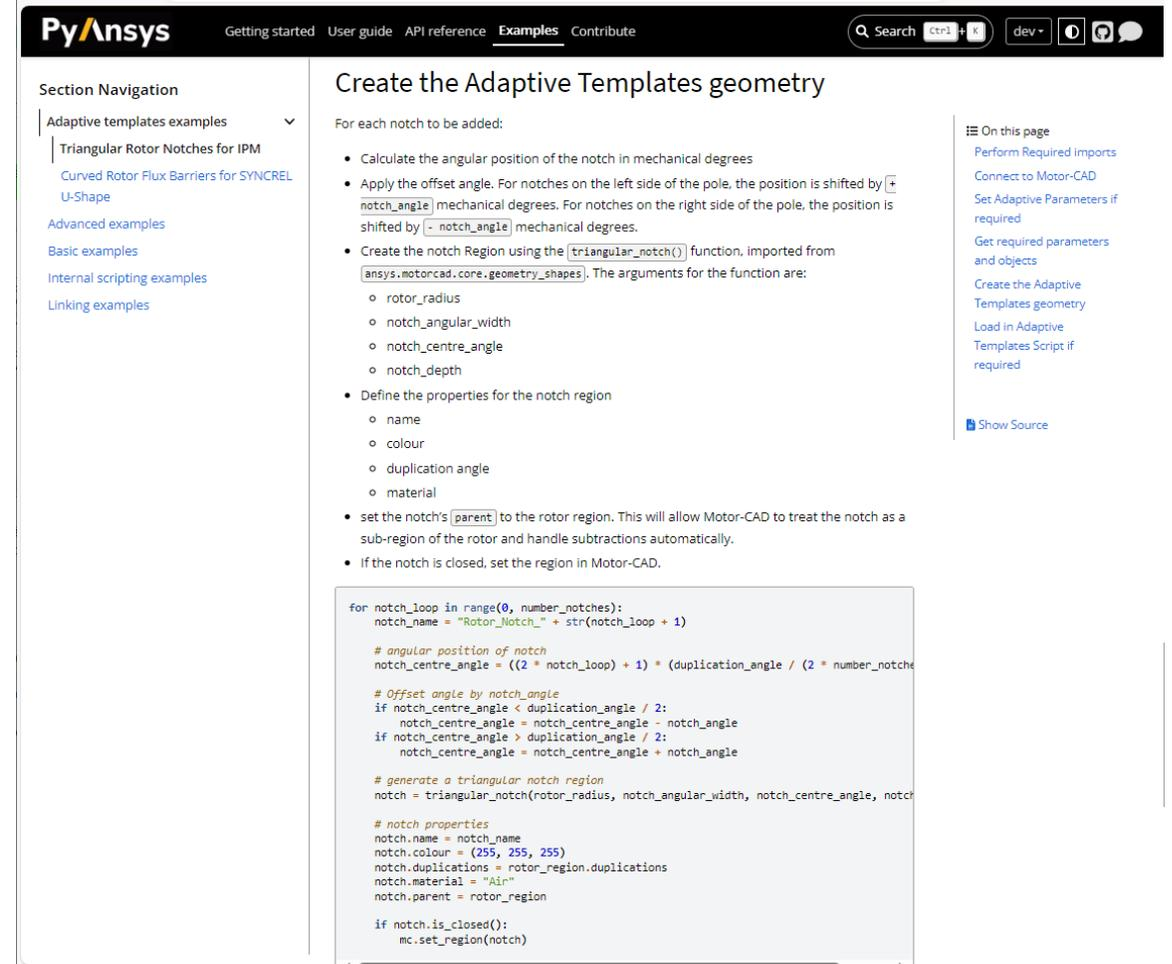 PyAnsys
Getting started User guide API reference Examples Contribute
Search Ctrl + K
dev
Section Navigation
Adaptive templates examples
Triangular Rotor Notches for IPM
Curved Rotor Flux Barriers for SYNCREL
U-Shape
Advanced examples
Basic examples
Internal scripting examples
Linking examples
Create the Adaptive Templates geometry
For each notch to be added:
• Calculate the angular position of the notch in mechanical degrees
• Apply the offset angle. For notches on the left side of the pole, the position is shifted by +
notch_angle mechanical degrees. For notches on the right side of the pole, the position is
shifted by - notch_angle mechanical degrees.
• Create the notch Region using the triangular_notch() function, imported from
ansys.motorcad.core.geometry_shapes. The arguments for the function are:
rotor_radius
notch_angular_width
notch_centre_angle
notch_depth
• Define the properties for the notch region
name
colour
duplication angle
material
• set the notch's parent to the rotor region. This will allow Motor-CAD to treat the notch as a
sub-region of the rotor and handle subtractions automatically.
• If the notch is closed, set the region in Motor-CAD.
for notch_loop in range(0, number_notches):
    notch_name = "Rotor_Notch_" + str(notch_loop + 1)
    # angular position of notch
    notch_centre_angle = ((2 * notch_loop) + 1) * (duplication_angle / (2 * number_notche
    # Offset angle by notch_angle
    if notch_centre_angle < duplication_angle / 2:
        notch_centre_angle = notch_centre_angle - notch_angle
    if notch_centre_angle > duplication_angle / 2:
        notch_centre_angle = notch_centre_angle + notch_angle
    # generate a triangular notch region
    notch = triangular_notch(rotor_radius, notch_angular_width, notch_centre_angle, notch
    # notch properties
    notch.name = notch_name
    notch.colour = (255, 255, 255)
    notch.duplications = rotor_region.duplications
    notch.material = "Air"
    notch.parent = rotor_region
    if notch.is_closed():
        mc.set_region(notch)
On this page
Perform Required imports
Connect to Motor-CAD
Set Adaptive Parameters if
required
Get required parameters
and objects
Create the Adaptive
Templates geometry
Load in Adaptive
Templates Script if
required
Show Source